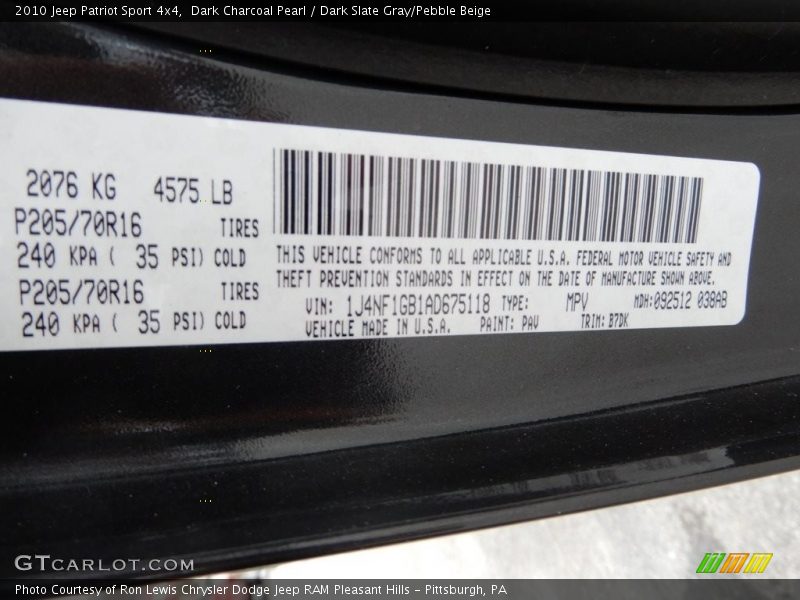 2010 Jeep Patriot Sport 4x4, Dark Charcoal Pearl / Dark Slate Gray/Pebble Beige
2076 KG 4575 LB
P205/70R16 TIRES
240 KPA ( 35 PSI) COLD
P205/70R16 TIRES
240 KPA ( 35 PSI) COLD
THIS VEHICLE CONFORMS TO ALL APPLICABLE U.S.A. FEDERAL MOTOR VEHICLE SAFETY AND
THEFT PREVENTION STANDARDS IN EFFECT ON THE DATE OF MANUFACTURE SHOWN ABOVE.
VIN: 1J4NF1GB1AD675118 TYPE: MPV MDH:092512 038AB
VEHICLE MADE IN U.S.A. PAINT: PAV TRIM: B7DK
GTCARLOT.COM
Photo Courtesy of Ron Lewis Chrysler Dodge Jeep RAM Pleasant Hills - Pittsburgh, PA